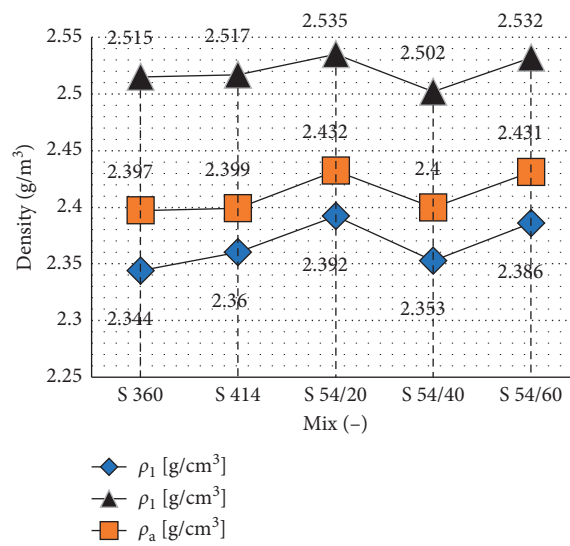 2.55
2.5
2.45
2.4
2.35
2.3
2.25
Density (g/m³)
2.515
2.517
2.535
2.502
2.532
2.397
2.399
2.432
2.4
2.431
2.344
2.36
2.392
2.353
2.386
S 360
S 414
S 54/20
S 54/40
S 54/60
Mix (–)
ρ₁ [g/cm³]
ρ₁ [g/cm³]
ρₐ [g/cm³]